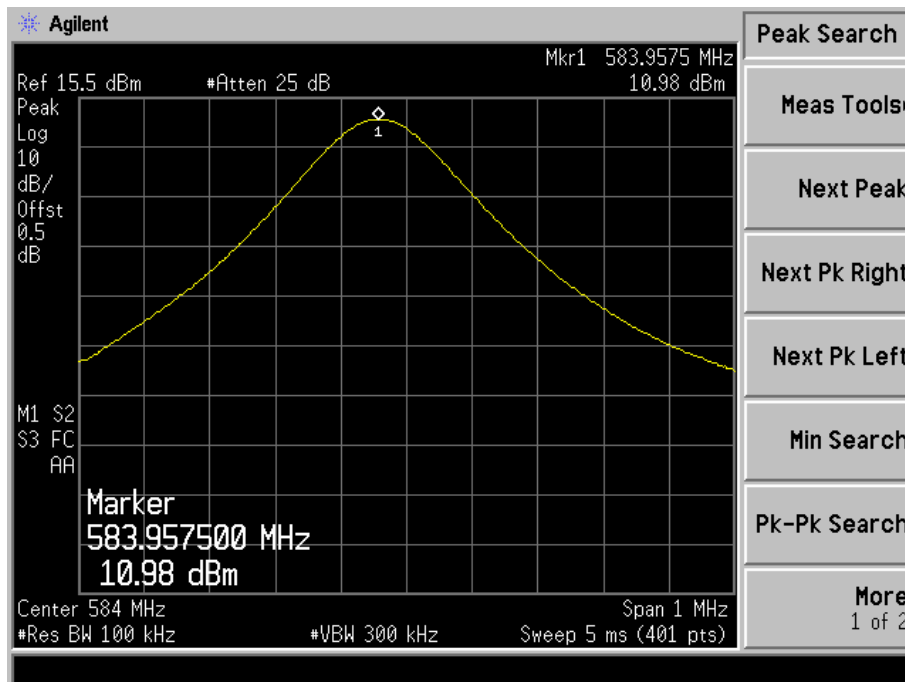 Agilent
Peak Search
Mkr1 583.9575 MHz
Ref 15.5 dBm #Atten 25 dB 10.98 dBm
Peak
Log
10
dB/
Offst
0.5
dB
1
M1 S2
S3 FC
AA
Marker
583.957500 MHz
10.98 dBm
Center 584 MHz Span 1 MHz
#Res BW 100 kHz #VBW 300 kHz Sweep 5 ms (401 pts)
Meas Tools
Next Peak
Next Pk Right
Next Pk Left
Min Search
Pk-Pk Search
More
1 of 2